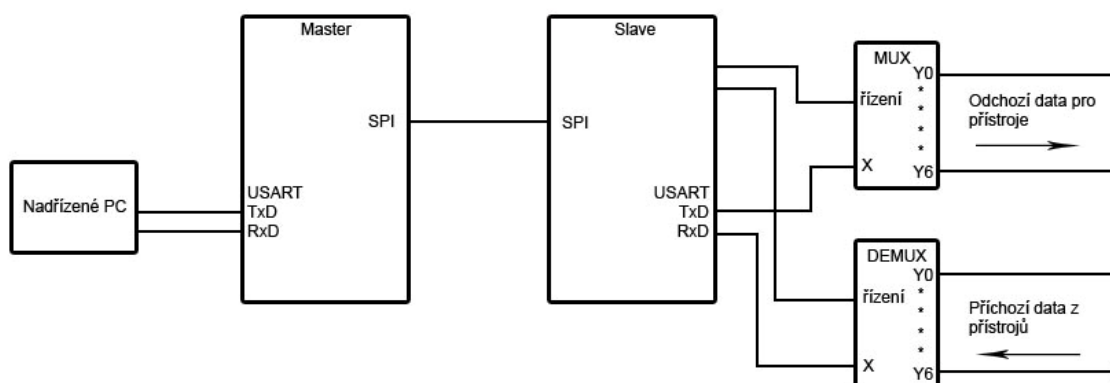 Nadřízené PC
Master
SPI
USART
TxD
RxD
Slave
SPI
USART
TxD
RxD
MUX
Y0
řízení
*
*
*
*
X
Y6
Odchozí data pro
přístroje
DEMUX
Y0
řízení
*
*
*
*
X
Y6
Příchozí data z
přístrojů